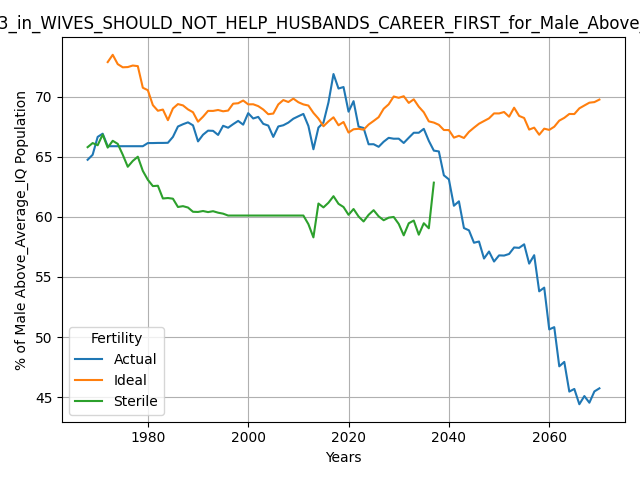 3_in_WIVES_SHOULD_NOT_HELP_HUSBANDS_CAREER_FIRST_for_Male_Above_
% of Male Above_Average_IQ Population
70
65
60
55
50
45
Fertility
Actual
Ideal
Sterile
1980
2000
2020
2040
2060
Years